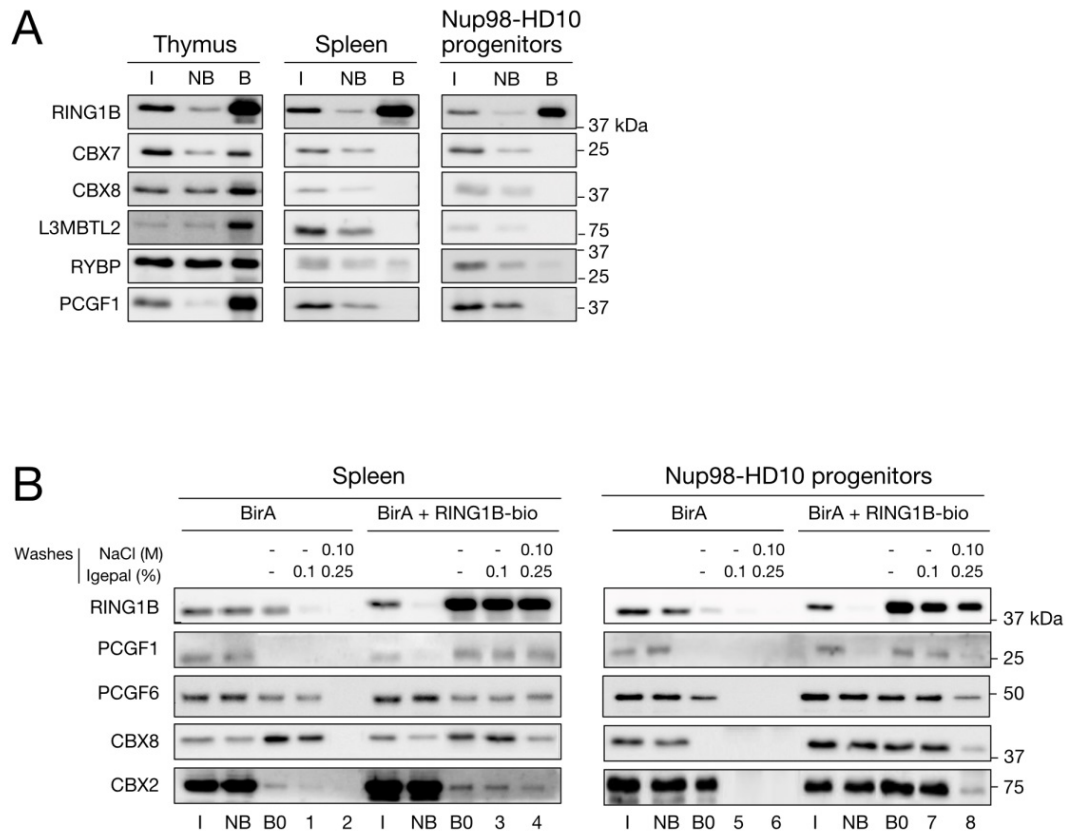 A
Thymus Spleen Nup98-HD10 progenitors
I NB B I NB B I NB B
RING1B
37 kDa
CBX7 25
CBX8 37
L3MBTL2 75
37
RYBP
25
PCGF1 37
B
Spleen Nup98-HD10 progenitors
BirA BirA + RING1B-bio BirA BirA + RING1B-bio
Washes NaCl (M) - - 0.10 - - 0.10 - - 0.10 - - 0.10
Igepal (%) - 0.1 0.25 - 0.1 0.25 - 0.1 0.25 - 0.1 0.25
RING1B 37 kDa
PCGF1 25
PCGF6 50
CBX8 37
CBX2 75
I NB B0 1 2 I NB B0 3 4 I NB B0 5 6 I NB B0 7 8